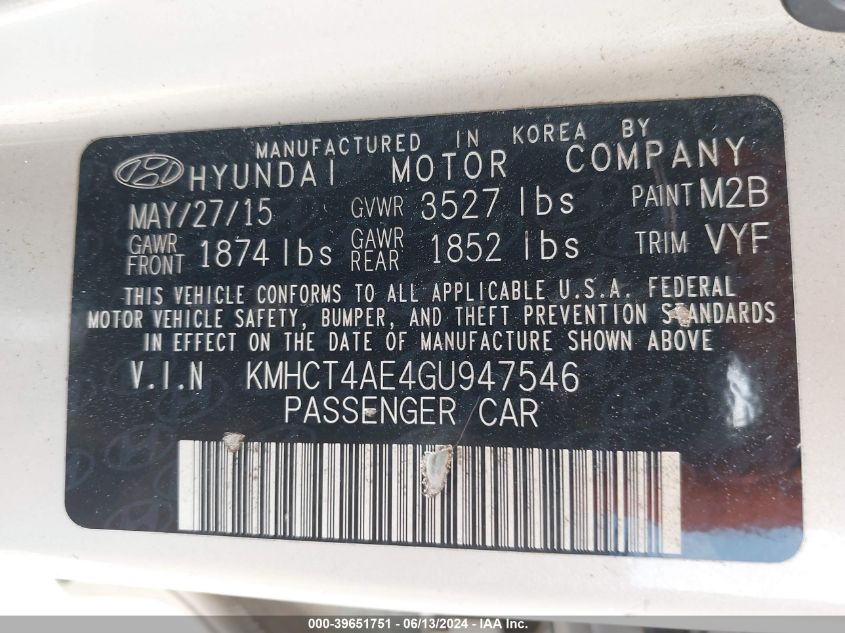 MANUFACTURED IN KOREA BY
HYUNDAI MOTOR COMPANY
MAY/27/15 GVWR 3527 lbs PAINT M2B
GAWR FRONT 1874 lbs GAWR REAR 1852 lbs TRIM VYF
THIS VEHICLE CONFORMS TO ALL APPLICABLE U.S.A. FEDERAL
MOTOR VEHICLE SAFETY, BUMPER, AND THEFT PREVENTION STANDARDS
IN EFFECT ON THE DATE OF MANUFACTURE SHOWN ABOVE
V.I.N KMHCT4AE4GU947546
PASSENGER CAR
000-39651751 - 06/13/2024 - IAA Inc.